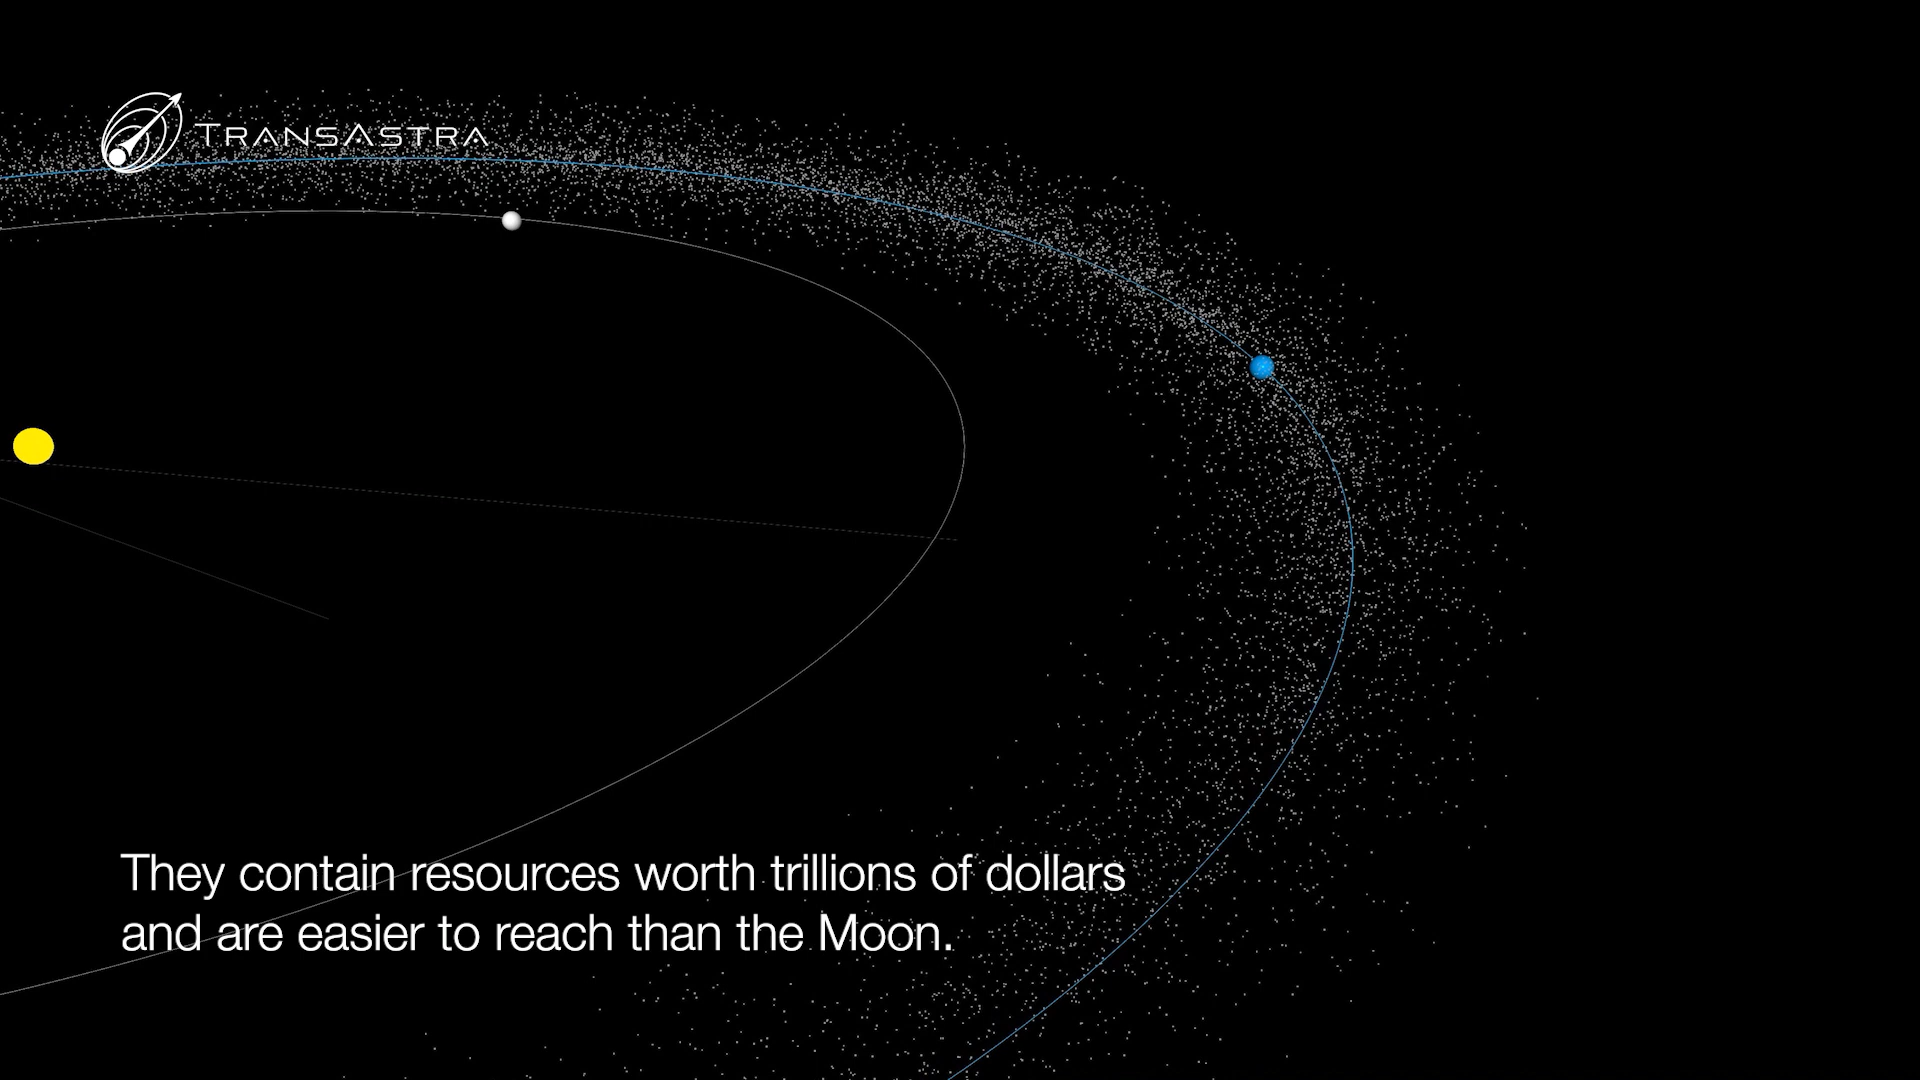 TRANSASTRA
They contain resources worth trillions of dollars
and are easier to reach than the Moon.